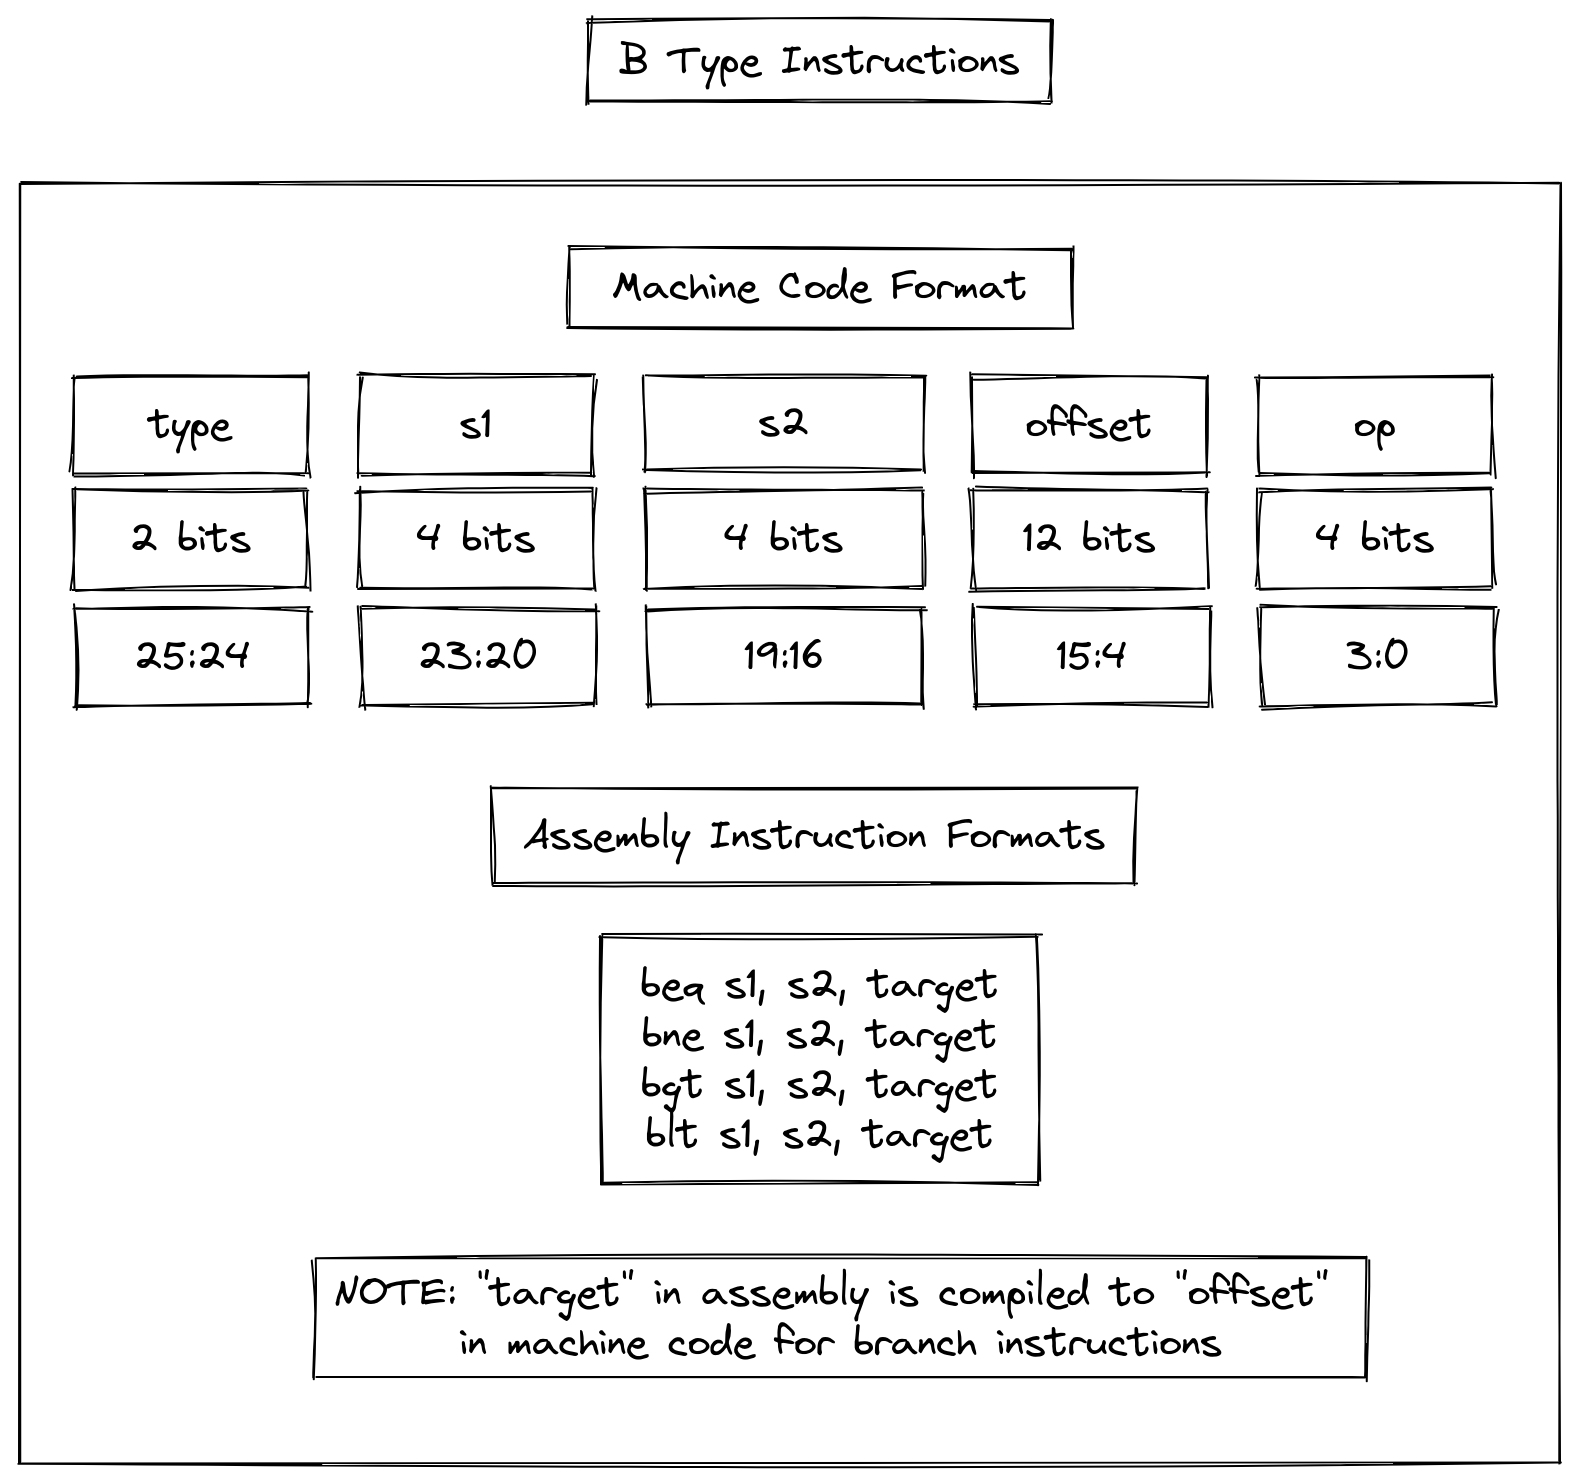 B Type Instructions
Machine Code Format
type s1 s2 offset op
2 bits 4 bits 4 bits 12 bits 4 bits
25:24 23:20 19:16 15:4 3:0
Assembly Instruction Formats
beq s1, s2, target
bne s1, s2, target
bgt s1, s2, target
blt s1, s2, target
NOTE: "target" in assembly is compiled to "offset"
in machine code for branch instructions